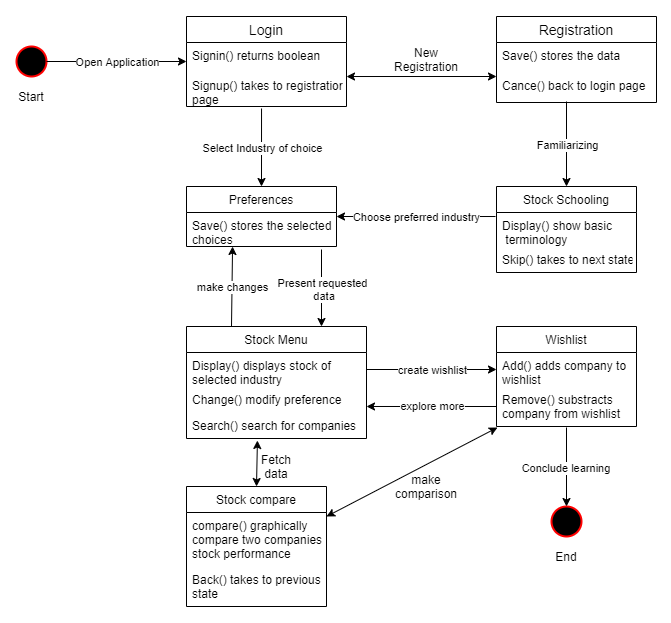 Login
Registration
Signin() returns boolean
New
Registration
Save() stores the data
Open Application
Signup() takes to registratior
page
Cance() back to login page
Start
Select Industry of choice
Familiarizing
Preferences
Stock Schooling
Save() stores the selected
choices
Choose preferred industry
Display() show basic
terminology
Skip() takes to next state
make changes
Present requested
data
Stock Menu
Wishlist
Display() displays stock of
selected industry
create wishlist
Add() adds company to
wishlist
Change() modify preference
explore more
Remove() substracts
company from wishlist
Search() search for companies
Fetch
data
make
comparison
Conclude learning
Stock compare
compare() graphically
compare two companies
stock performance
End
Back() takes to previous
state